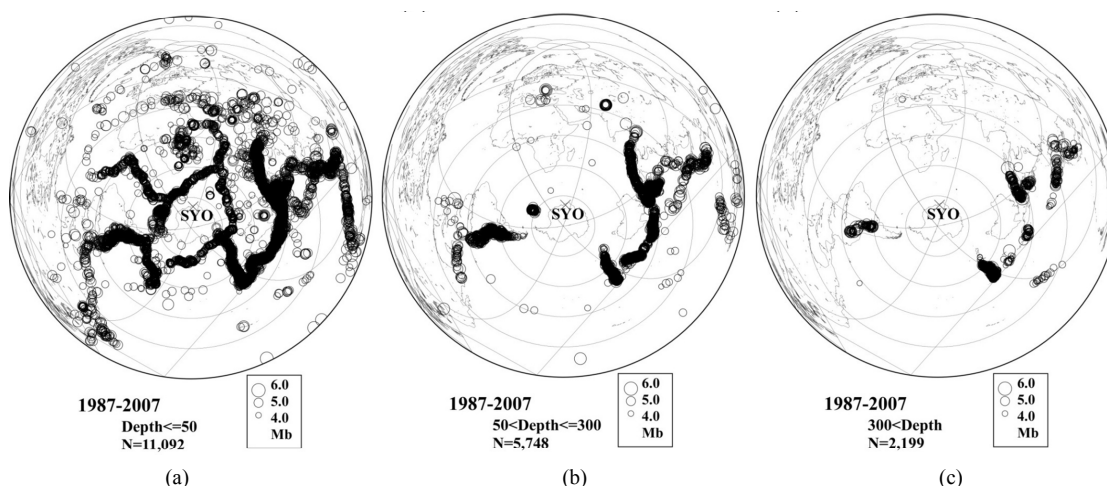 SYO
1987-2007
Depth<=50
N=11,092
6.0
5.0
4.0
Mb
(a)
SYO
1987-2007
50<Depth<=300
N=5,748
6.0
5.0
4.0
Mb
(b)
SYO
1987-2007
300<Depth
N=2,199
6.0
5.0
4.0
Mb
(c)